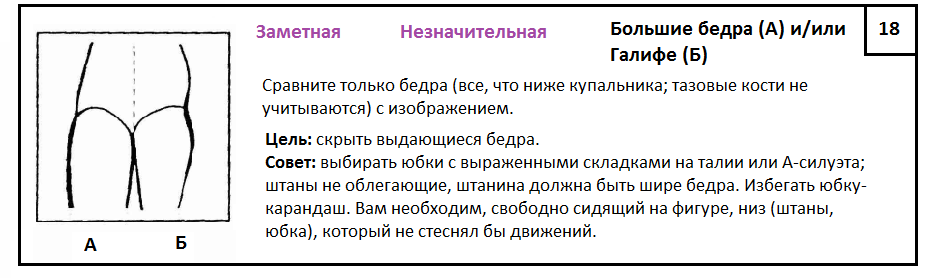 Заметная Незначительная Большие бедра (А) и/или 18
Галифе (Б)
Сравните только бедра (все, что ниже купальника; тазовые кости не
учитываются) с изображением.
Цель: скрыть выдающиеся бедра.
Совет: выбирать юбки с выраженными складками на талии или А-силуэта;
штаны не облегающие, штанина должна быть шире бедра. Избегать юбку-
карандаш. Вам необходим, свободно сидящий на фигуре, низ (штаны,
юбка), который не стеснял бы движений.
А Б